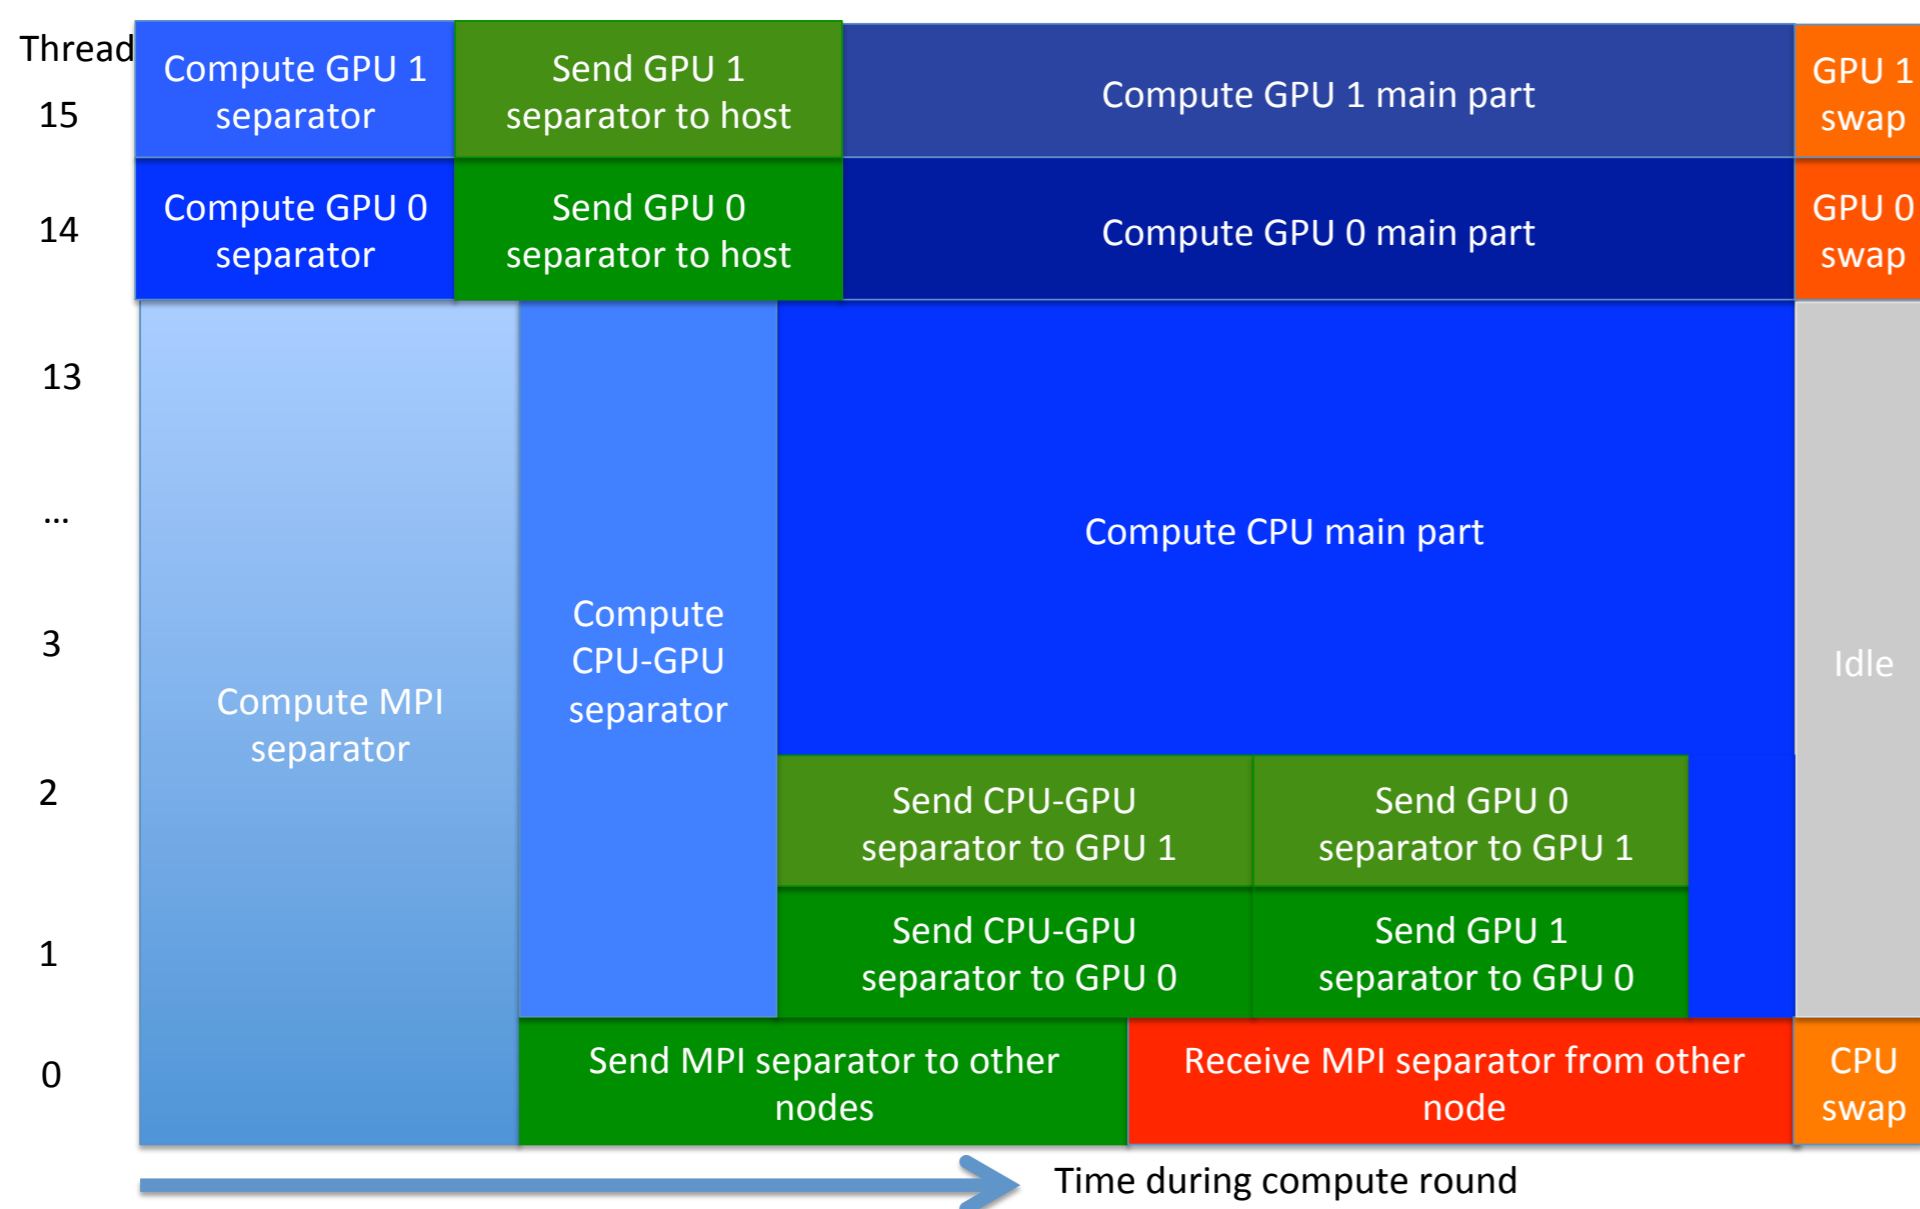 Thread
15
Compute GPU 1
separator
Send GPU 1
separator to host
Compute GPU 1 main part
GPU 1
swap
14
Compute GPU 0
separator
Send GPU 0
separator to host
Compute GPU 0 main part
GPU 0
swap
13
...
3
2
1
0
Compute MPI
separator
Compute
CPU-GPU
separator
Compute CPU main part
Idle
Send CPU-GPU
separator to GPU 1
Send GPU 0
separator to GPU 1
Send CPU-GPU
separator to GPU 0
Send GPU 1
separator to GPU 0
Send MPI separator to other
nodes
Receive MPI separator from other
node
CPU
swap
Time during compute round